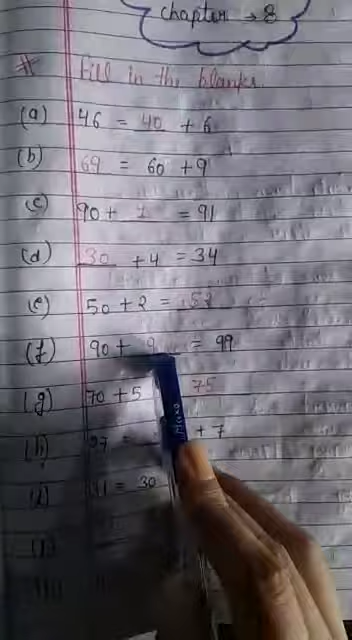 chapter → 8
* Fill in the blanks.
(a) 46 = 40 + 6
(b) 69 = 60 + 9
(c) 90 + 1 = 91
(d) 30 + 4 = 34
(e) 50 + 2 = 52
(f) 90 + 9 = 99
(g) 70 + 5 75
(h) 97 = + 7
= 30